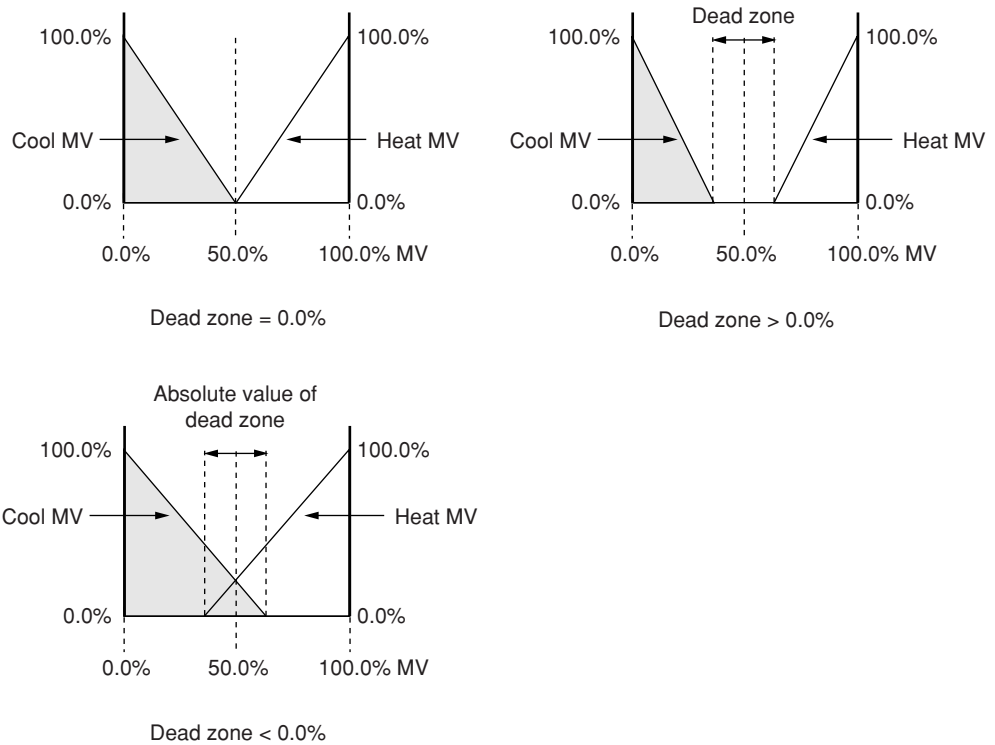 100.0%
100.0%
Cool MV
Heat MV
0.0%
0.0%
0.0%
50.0%
100.0% MV
Dead zone = 0.0%
Dead zone
100.0%
100.0%
Cool MV
Heat MV
0.0%
0.0%
0.0%
50.0%
100.0% MV
Dead zone > 0.0%
Absolute value of
dead zone
100.0%
100.0%
Cool MV
Heat MV
0.0%
0.0%
0.0%
50.0%
100.0% MV
Dead zone < 0.0%